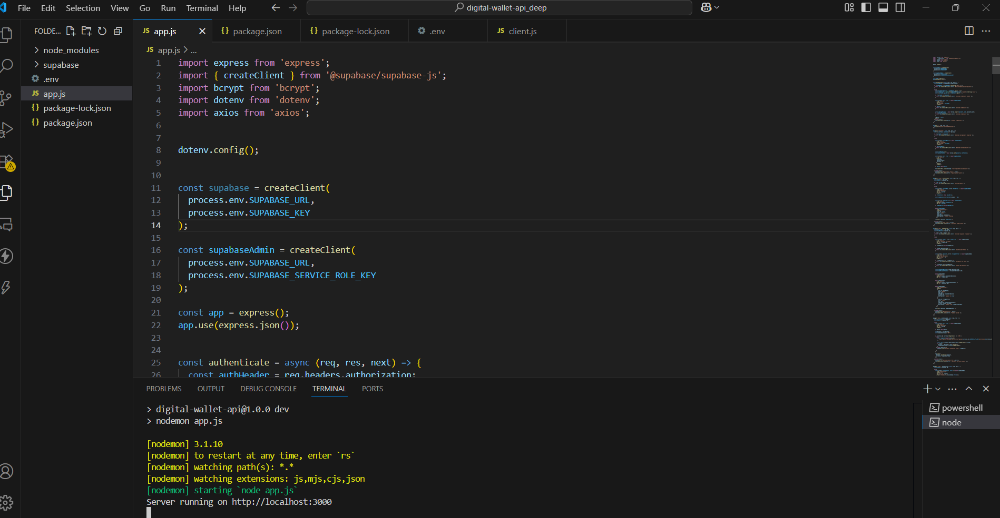 File Edit Selection View Go Run Terminal Help
digital-wallet-api_deep
FOLDE...
node_modules
supabase
.env
JS app.js
{} package-lock.json
{} package.json
JS app.js
{} package.json
{} package-lock.json
.env
JS client.js
JS app.js > ...
1 import express from 'express';
2 import { createClient } from '@supabase/supabase-js';
3 import bcrypt from 'bcrypt';
4 import dotenv from 'dotenv';
5 import axios from 'axios';
6
7
8 dotenv.config();
9
10
11 const supabase = createClient(
12 process.env.SUPABASE_URL,
13 process.env.SUPABASE_KEY
14 );
15
16 const supabaseAdmin = createClient(
17 process.env.SUPABASE_URL,
18 process.env.SUPABASE_SERVICE_ROLE_KEY
19 );
20
21 const app = express();
22 app.use(express.json());
23
24
25 const authenticate = async (req, res, next) => {
26 const authHeader = req.headers.authorization;
PROBLEMS OUTPUT DEBUG CONSOLE TERMINAL PORTS
> digital-wallet-api@1.0.0 dev
> nodemon app.js
[nodemon] 3.1.10
[nodemon] to restart at any time, enter `rs`
[nodemon] watching path(s): *.*
[nodemon] watching extensions: js,mjs,cjs,json
[nodemon] starting `node app.js`
Server running on http://localhost:3000
powershell
node